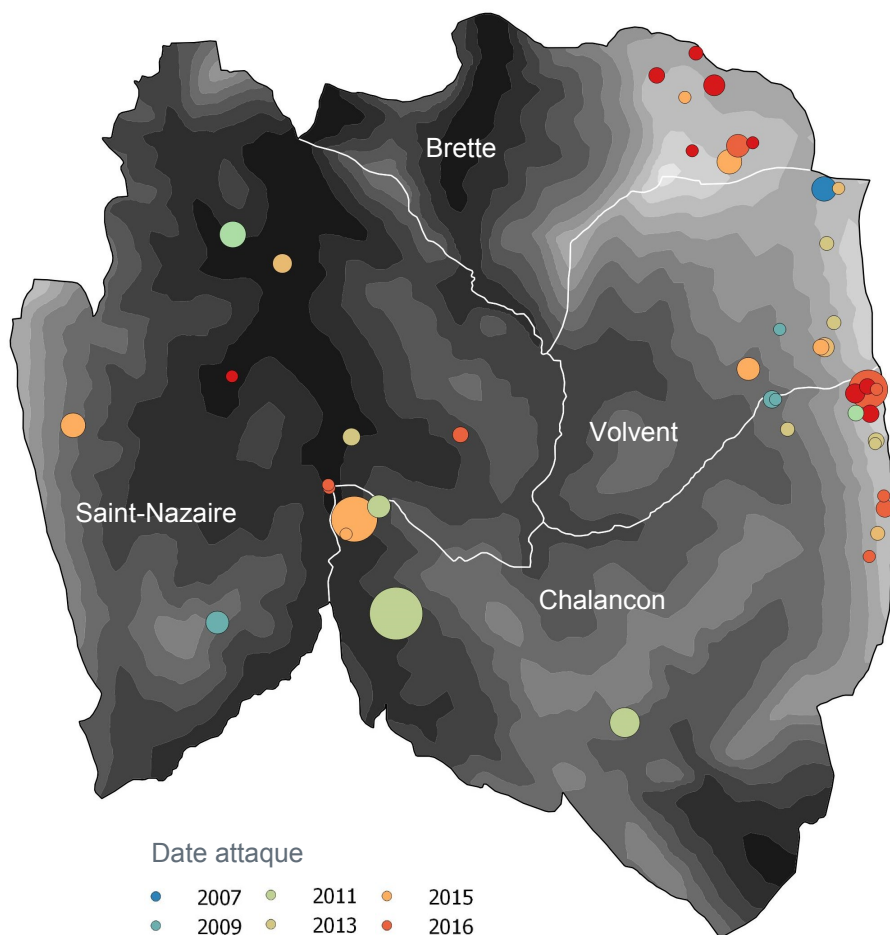 Brette
Volvent
Saint-Nazaire
Chalancon
Date attaque
2007 2011 2015
2009 2013 2016